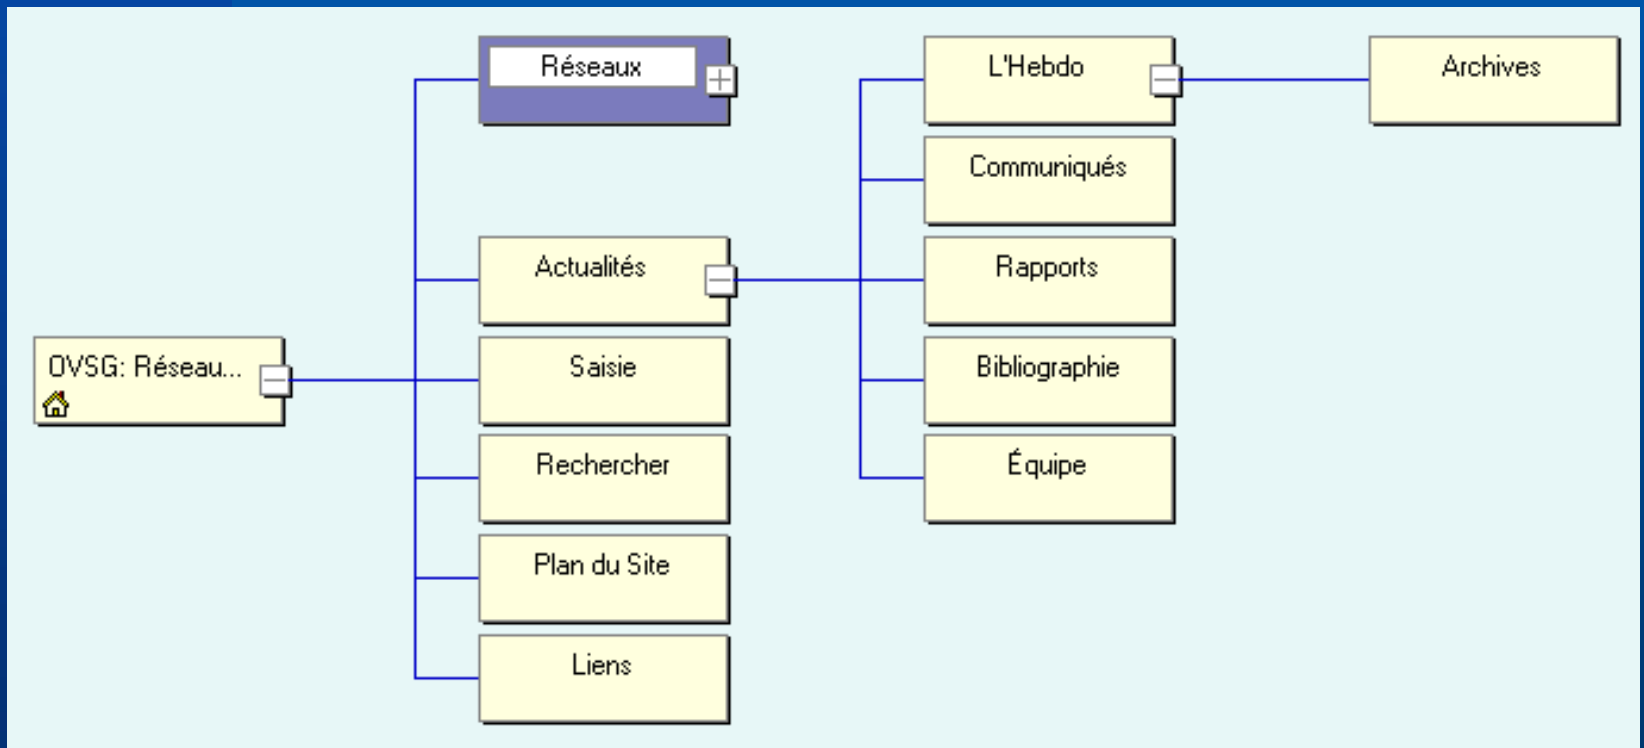 Réseaux
L'Hebdo
Archives
Communiqués
Actualités
Rapports
OVSG: Réseau...
Saisie
Bibliographie
Rechercher
Équipe
Plan du Site
Liens